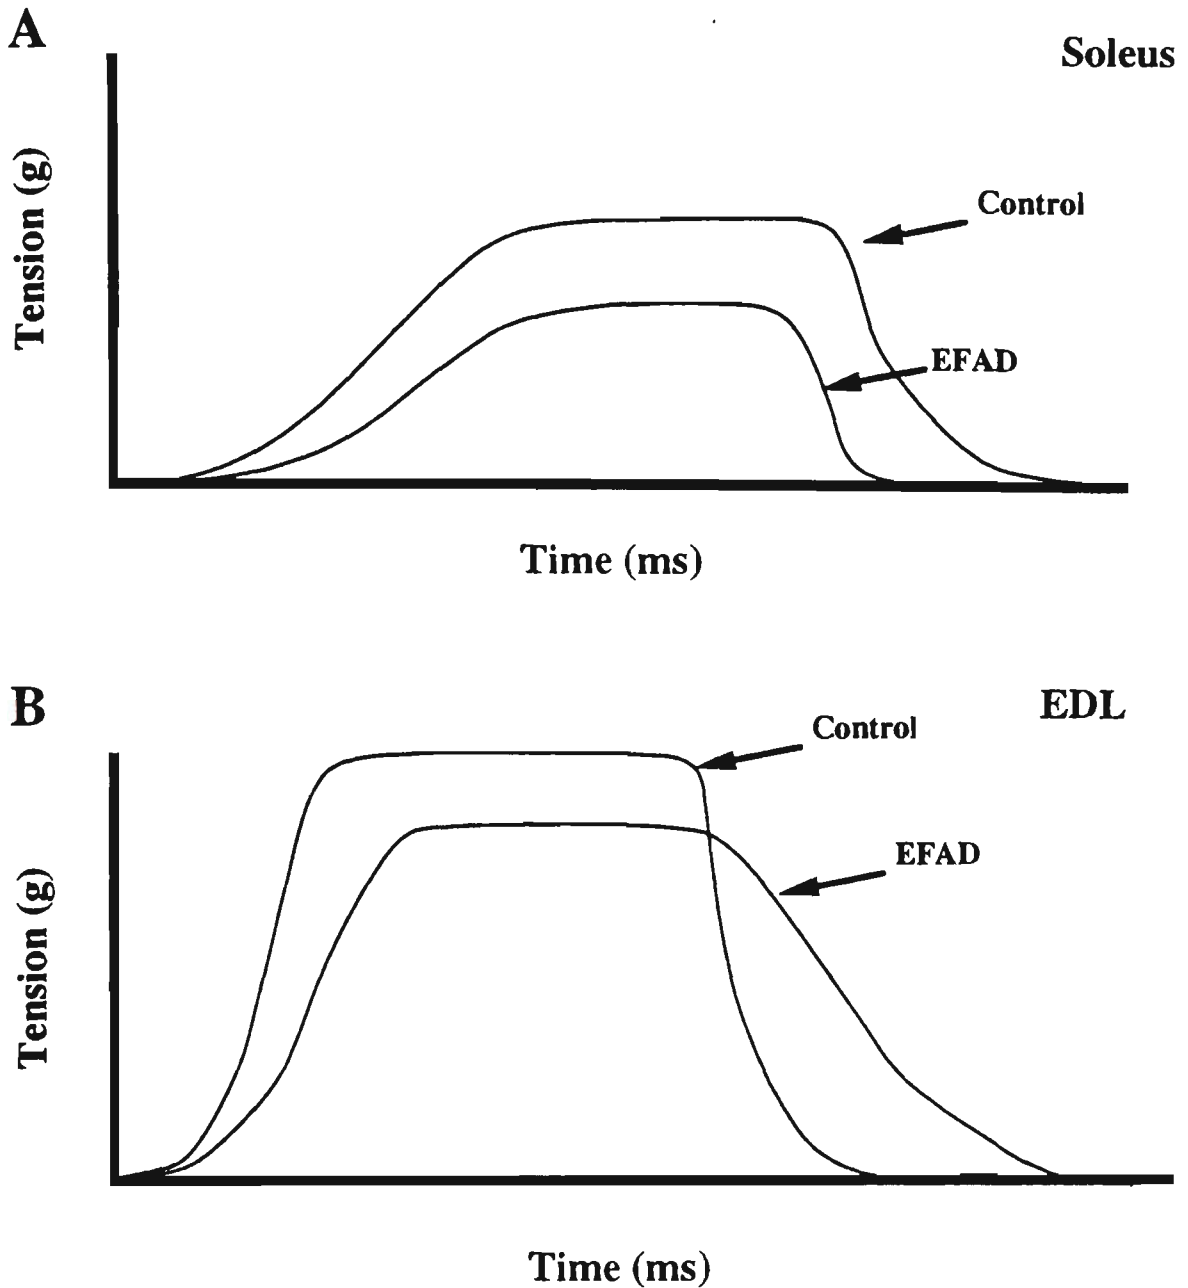 A
Soleus
Tension (g)
Control
EFAD
Time (ms)
B
EDL
Control
Tension (g)
EFAD
Time (ms)